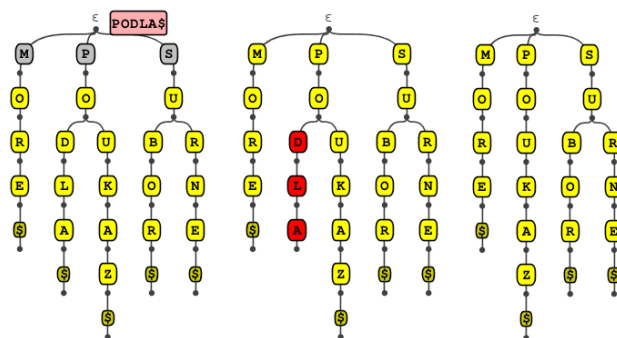 ε PODLA$ ε ε
M P S M P S M P S
O O U O O U O O U
R D U B R R D U B R R U B R
E L K O N E L K O N E K O N
$ A A R E $ A A R E $ A R E
$ Z $ $ Z $ $ Z $ $
$ $ $